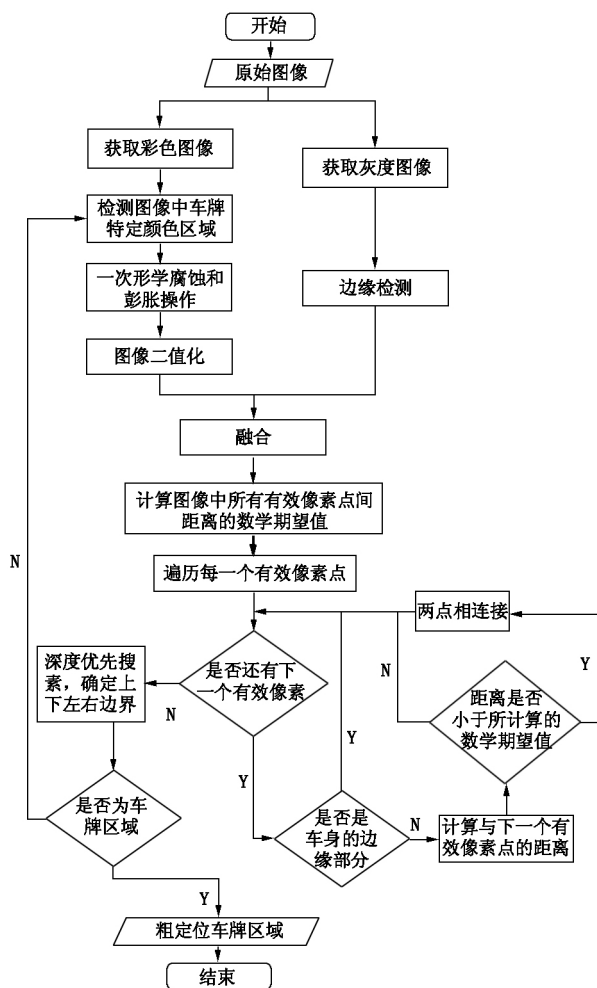 开始
原始图像
获取彩色图像
获取灰度图像
检测图像中车牌
特定颜色区域
一次形学腐蚀和
彭胀操作
边缘检测
图像二值化
融合
计算图像中所有有效像素点间
距离的数学期望值
N
遍历每一个有效像素点
两点相连接
深度优先搜
素，确定上
下左右边界
是否还有下
一个有效像素
N
Y
距离是否
小于所计算的
数学期望值
N
Y
Y
是否为车
牌区域
是否是
车身的边
缘部分
N
计算与下一个有
效像素点的距离
Y
粗定位车牌区域
结束